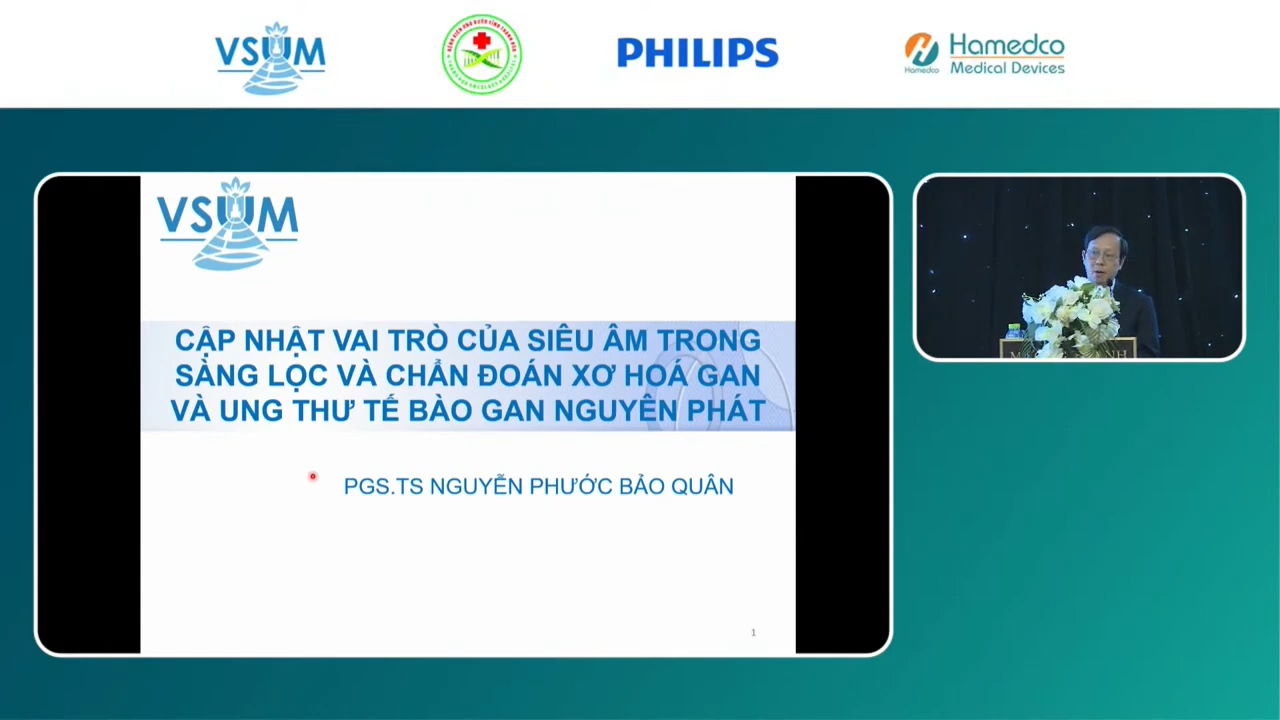 VSUM
PHILIPS
Hamedco
Hamedco
Medical Devices
VSUM
CẬP NHẬT VAI TRÒ CỦA SIÊU ÂM TRONG
SÀNG LỌC VÀ CHẨN ĐOÁN XƠ HOÁ GAN
VÀ UNG THƯ TẾ BÀO GAN NGUYÊN PHÁT
PGS.TS NGUYỄN PHƯỚC BẢO QUÂN
1